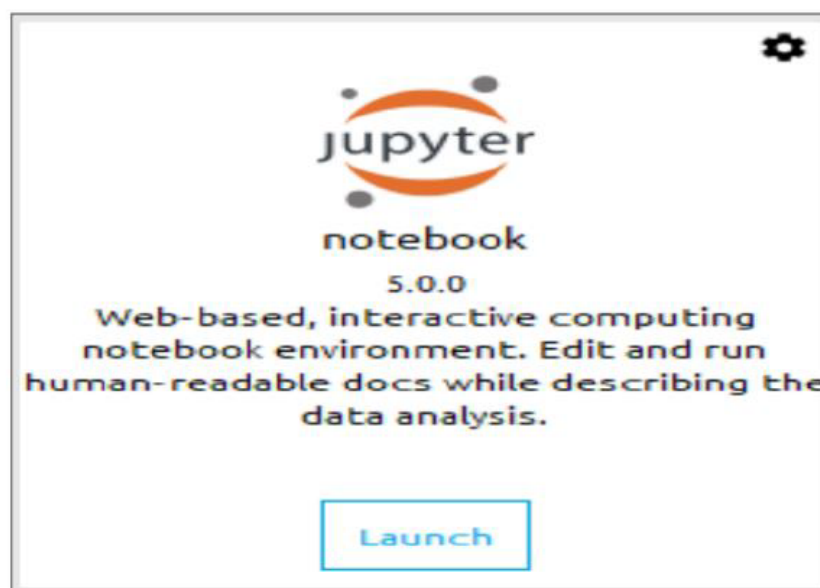 jupyter
notebook
5.0.0
Web-based, interactive computing
notebook environment. Edit and run
human-readable docs while describing the
data analysis.
Launch